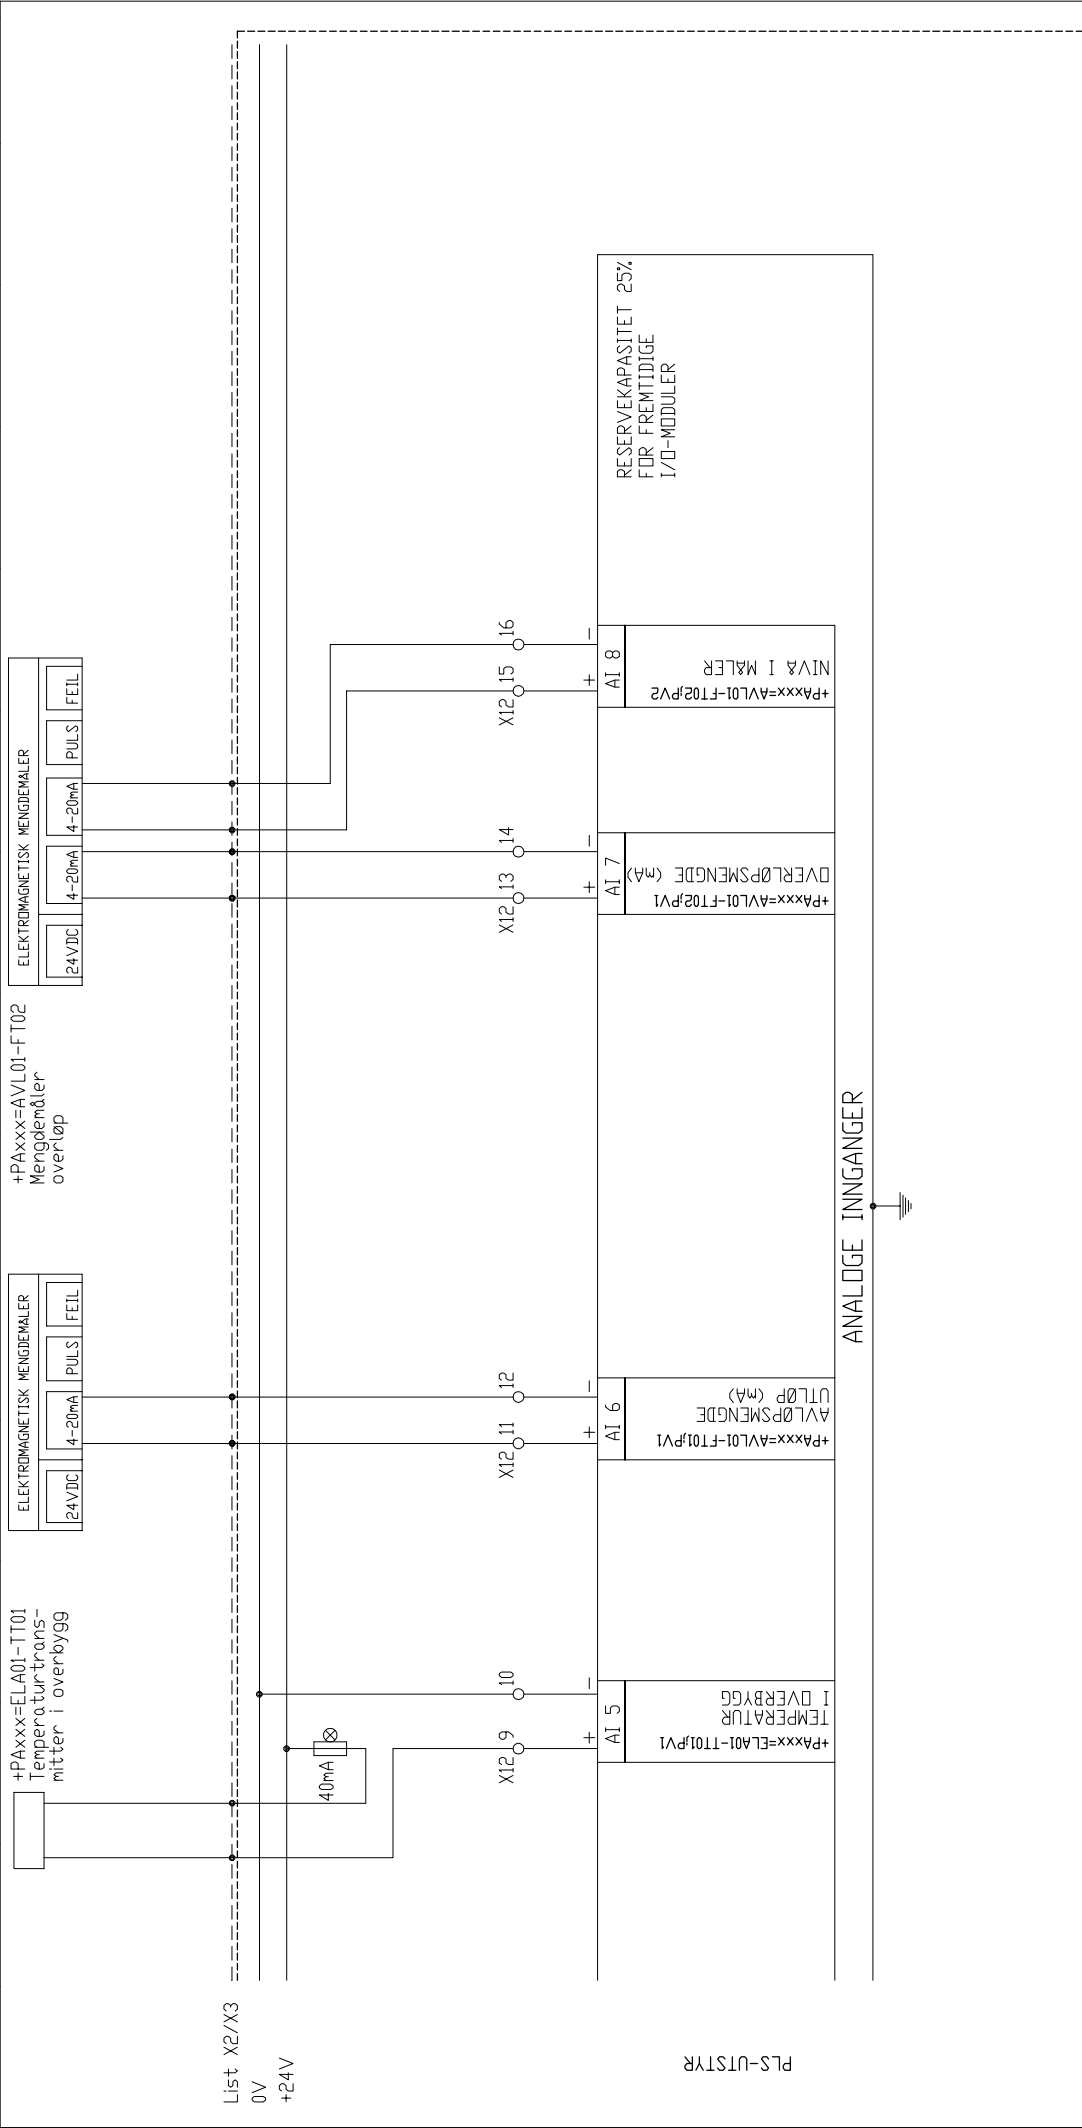 +PAxxx=ELA01-TT01
Temperaturtrans-
mitter i overbygg
ELEKTROMAGNETISK MENGDEMÅLER
24VDC
4-20mA
PULS
FEIL
+PAxxx=AVL01-FT02
Mengdemåler
overløp
ELEKTROMAGNETISK MENGDEMÅLER
24VDC
4-20mA
4-20mA
PULS
FEIL
List X2/X3
0V
+24V
40mA
X12
9
10
X12
11
12
X12
13
14
X12
15
16
+
-
+
-
+
-
+
-
AI 5
AI 6
AI 7
AI 8
+PAxxx=ELA01-TT01;PV1
TEMPERATUR
I OVERBYGG
+PAxxx=AVL01-FT01;PV1
AVLØPSMENGDE
UTLØP (mA)
+PAxxx=AVL01-FT02;PV1
OVERLØPSMENGDE (mA)
+PAxxx=AVL01-FT02;PV2
NIVÅ I MÅLER
RESERVEKAPASITET 25%
FOR FREMTIDIGE
I/O-MODULER
PLS-UTSTYR
ANALOGE INNGANGER